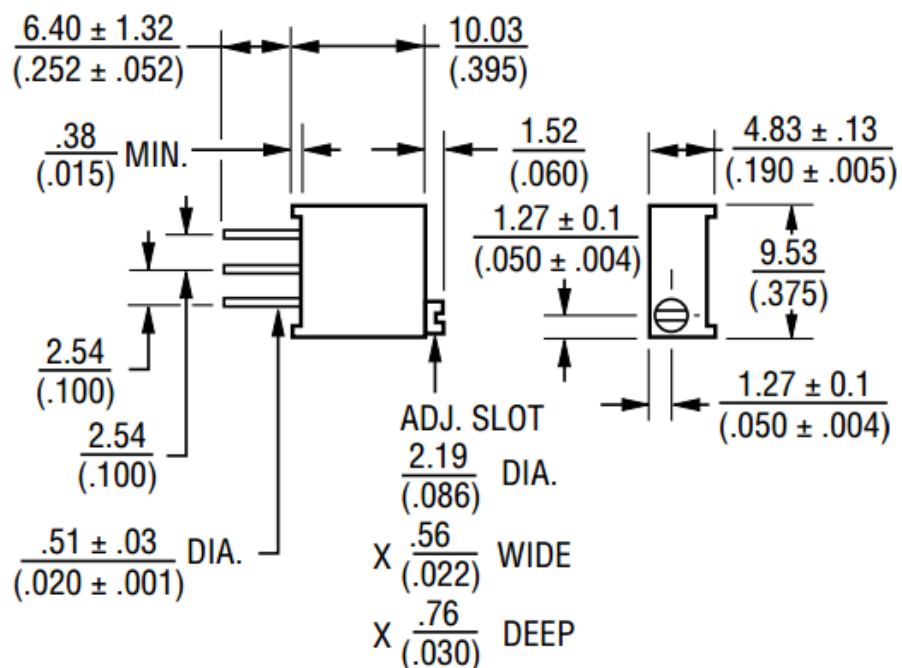 6.40 ± 1.32
(.252 ± .052)
10.03
(.395)
.38
(.015)
MIN.
1.52
(.060)
4.83 ± .13
(.190 ± .005)
1.27 ± 0.1
(.050 ± .004)
9.53
(.375)
2.54
(.100)
2.54
(.100)
1.27 ± 0.1
(.050 ± .004)
ADJ. SLOT
2.19
(.086)
DIA.
.51 ± .03
(.020 ± .001)
DIA.
X .56
(.022)
WIDE
X .76
(.030)
DEEP